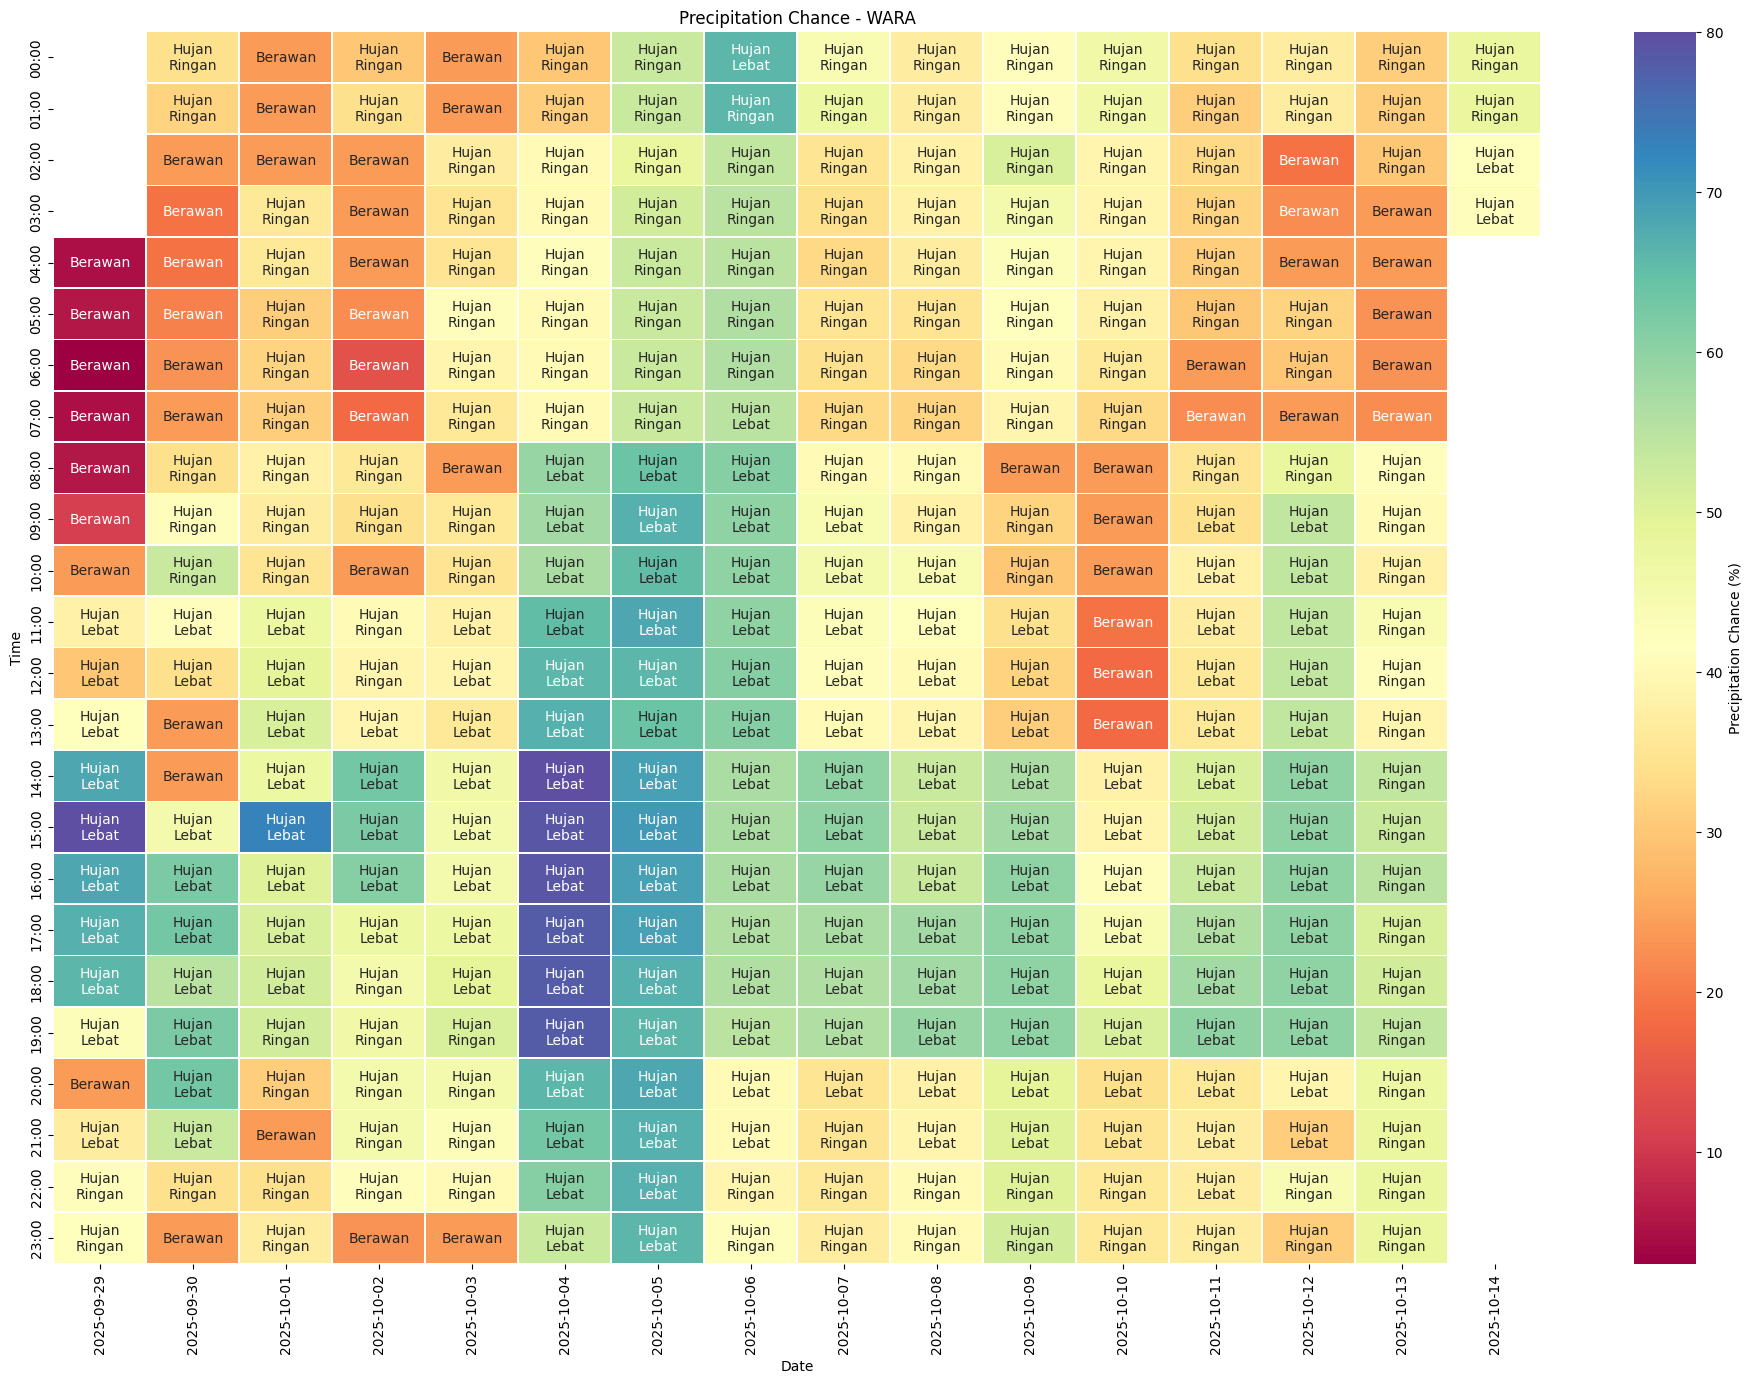 Precipitation Chance - WARA
00:00 Hujan Ringan Berawan Hujan Ringan Berawan Hujan Ringan Hujan Ringan Hujan Lebat Hujan Ringan Hujan Ringan Hujan Ringan Hujan Ringan Hujan Ringan Hujan Ringan Hujan Ringan Hujan Ringan
01:00 Hujan Ringan Berawan Hujan Ringan Berawan Hujan Ringan Hujan Ringan Hujan Ringan Hujan Ringan Hujan Ringan Hujan Ringan Hujan Ringan Hujan Ringan Hujan Ringan Hujan Ringan Hujan Ringan
02:00 Berawan Berawan Berawan Hujan Ringan Hujan Ringan Hujan Ringan Hujan Ringan Hujan Ringan Hujan Ringan Hujan Ringan Hujan Ringan Hujan Ringan Berawan Hujan Ringan Hujan Lebat
03:00 Berawan Hujan Ringan Berawan Hujan Ringan Hujan Ringan Hujan Ringan Hujan Ringan Hujan Ringan Hujan Ringan Hujan Ringan Hujan Ringan Hujan Ringan Berawan Berawan Hujan Lebat
04:00 Berawan Berawan Hujan Ringan Berawan Hujan Ringan Hujan Ringan Hujan Ringan Hujan Ringan Hujan Ringan Hujan Ringan Hujan Ringan Hujan Ringan Hujan Ringan Berawan Berawan
05:00 Berawan Berawan Hujan Ringan Berawan Hujan Ringan Hujan Ringan Hujan Ringan Hujan Ringan Hujan Ringan Hujan Ringan Hujan Ringan Hujan Ringan Hujan Ringan Hujan Ringan Berawan
06:00 Berawan Berawan Hujan Ringan Berawan Hujan Ringan Hujan Ringan Hujan Ringan Hujan Ringan Hujan Ringan Hujan Ringan Hujan Ringan Hujan Ringan Berawan Hujan Ringan Berawan
07:00 Berawan Berawan Hujan Ringan Berawan Hujan Ringan Hujan Ringan Hujan Ringan Hujan Lebat Hujan Ringan Hujan Ringan Hujan Ringan Hujan Ringan Berawan Berawan Berawan
08:00 Berawan Hujan Ringan Hujan Ringan Hujan Ringan Berawan Hujan Lebat Hujan Lebat Hujan Lebat Hujan Ringan Hujan Ringan Berawan Berawan Hujan Ringan Hujan Ringan Hujan Ringan
09:00 Berawan Hujan Ringan Hujan Ringan Hujan Ringan Hujan Ringan Hujan Lebat Hujan Lebat Hujan Lebat Hujan Lebat Hujan Ringan Hujan Ringan Berawan Hujan Lebat Hujan Lebat Hujan Ringan
10:00 Berawan Hujan Ringan Hujan Ringan Berawan Hujan Ringan Hujan Lebat Hujan Lebat Hujan Lebat Hujan Lebat Hujan Lebat Hujan Ringan Berawan Hujan Lebat Hujan Lebat Hujan Ringan
11:00 Hujan Lebat Hujan Lebat Hujan Lebat Hujan Ringan Hujan Lebat Hujan Lebat Hujan Lebat Hujan Lebat Hujan Lebat Hujan Lebat Hujan Lebat Berawan Hujan Lebat Hujan Lebat Hujan Ringan
12:00 Hujan Lebat Hujan Lebat Hujan Lebat Hujan Ringan Hujan Lebat Hujan Lebat Hujan Lebat Hujan Lebat Hujan Lebat Hujan Lebat Hujan Lebat Berawan Hujan Lebat Hujan Lebat Hujan Ringan
13:00 Hujan Lebat Berawan Hujan Lebat Hujan Lebat Hujan Lebat Hujan Lebat Hujan Lebat Hujan Lebat Hujan Lebat Hujan Lebat Hujan Lebat Berawan Hujan Lebat Hujan Lebat Hujan Ringan
14:00 Hujan Lebat Berawan Hujan Lebat Hujan Lebat Hujan Lebat Hujan Lebat Hujan Lebat Hujan Lebat Hujan Lebat Hujan Lebat Hujan Lebat Hujan Lebat Hujan Lebat Hujan Lebat Hujan Ringan
15:00 Hujan Lebat Hujan Lebat Hujan Lebat Hujan Lebat Hujan Lebat Hujan Lebat Hujan Lebat Hujan Lebat Hujan Lebat Hujan Lebat Hujan Lebat Hujan Lebat Hujan Lebat Hujan Lebat Hujan Ringan
16:00 Hujan Lebat Hujan Lebat Hujan Lebat Hujan Lebat Hujan Lebat Hujan Lebat Hujan Lebat Hujan Lebat Hujan Lebat Hujan Lebat Hujan Lebat Hujan Lebat Hujan Lebat Hujan Lebat Hujan Ringan
17:00 Hujan Lebat Hujan Lebat Hujan Lebat Hujan Lebat Hujan Lebat Hujan Lebat Hujan Lebat Hujan Lebat Hujan Lebat Hujan Lebat Hujan Lebat Hujan Lebat Hujan Lebat Hujan Lebat Hujan Ringan
18:00 Hujan Lebat Hujan Lebat Hujan Lebat Hujan Ringan Hujan Lebat Hujan Lebat Hujan Lebat Hujan Lebat Hujan Lebat Hujan Lebat Hujan Lebat Hujan Lebat Hujan Lebat Hujan Lebat Hujan Ringan
19:00 Hujan Lebat Hujan Lebat Hujan Ringan Hujan Ringan Hujan Ringan Hujan Lebat Hujan Lebat Hujan Lebat Hujan Lebat Hujan Lebat Hujan Lebat Hujan Lebat Hujan Lebat Hujan Lebat Hujan Ringan
20:00 Berawan Hujan Lebat Hujan Ringan Hujan Ringan Hujan Ringan Hujan Lebat Hujan Lebat Hujan Lebat Hujan Lebat Hujan Lebat Hujan Lebat Hujan Lebat Hujan Lebat Hujan Lebat Hujan Ringan
21:00 Hujan Lebat Hujan Lebat Berawan Hujan Ringan Hujan Ringan Hujan Lebat Hujan Lebat Hujan Lebat Hujan Ringan Hujan Lebat Hujan Lebat Hujan Lebat Hujan Lebat Hujan Lebat Hujan Ringan
22:00 Hujan Ringan Hujan Ringan Hujan Ringan Hujan Ringan Hujan Ringan Hujan Lebat Hujan Lebat Hujan Ringan Hujan Ringan Hujan Ringan Hujan Ringan Hujan Ringan Hujan Lebat Hujan Ringan Hujan Ringan
23:00 Hujan Ringan Berawan Hujan Ringan Berawan Berawan Hujan Lebat Hujan Lebat Hujan Ringan Hujan Ringan Hujan Ringan Hujan Ringan Hujan Ringan Hujan Ringan Hujan Ringan Hujan Ringan
Time
2025-09-29 2025-09-30 2025-10-01 2025-10-02 2025-10-03 2025-10-04 2025-10-05 2025-10-06 2025-10-07 2025-10-08 2025-10-09 2025-10-10 2025-10-11 2025-10-12 2025-10-13 2025-10-14
Date
80
70
60
50
40
30
20
10
Precipitation Chance (%)